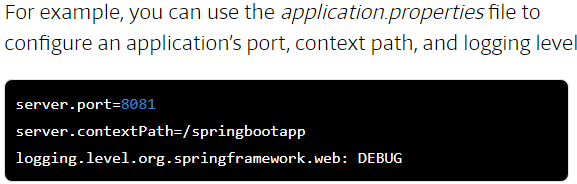 For example, you can use the application.properties file to
configure an application’s port, context path, and logging level
server.port=8081
server.contextPath=/springbootapp
logging.level.org.springframework.web: DEBUG